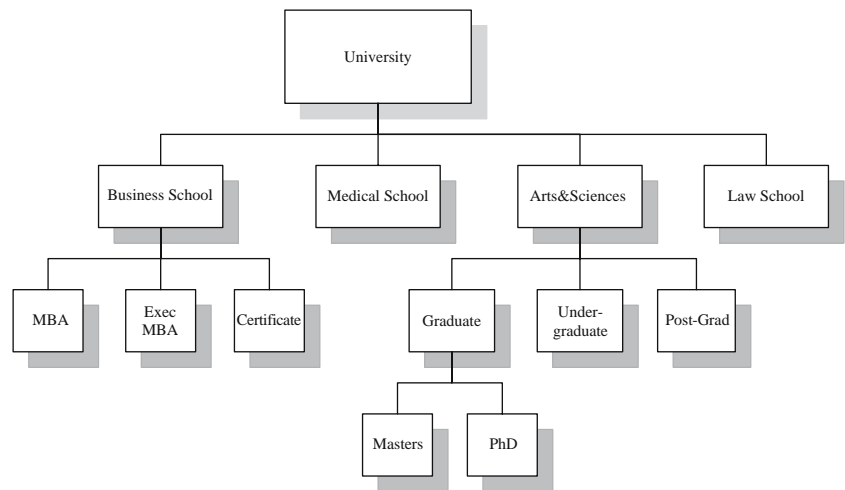 University
Business School
Medical School
Arts&Sciences
Law School
MBA
Exec
MBA
Certificate
Graduate
Under-
graduate
Post-Grad
Masters
PhD